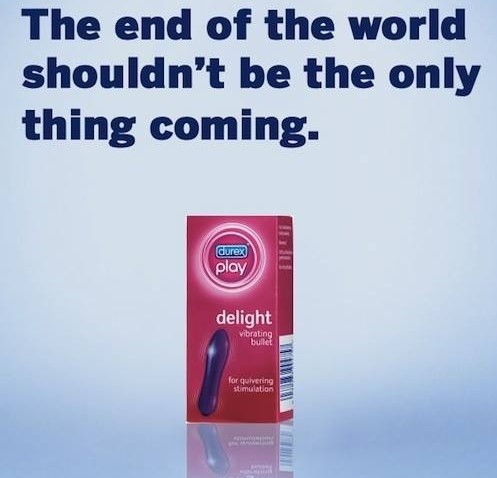 The end of the world
shouldn't be the only
thing coming.
durex
play
delight
vibrating
bullet
for quivering
stimulation